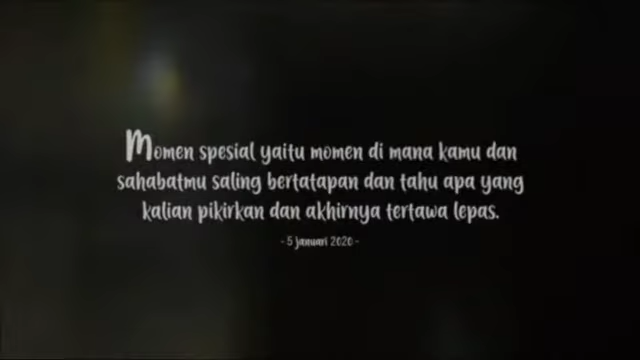 Momen spesial yaitu momen di mana kamu dan
sahabatmu saling bertatapan dan tahu apa yang
kalian pikirkan dan akhirnya tertawa lepas.
- 5 januari 2020 -